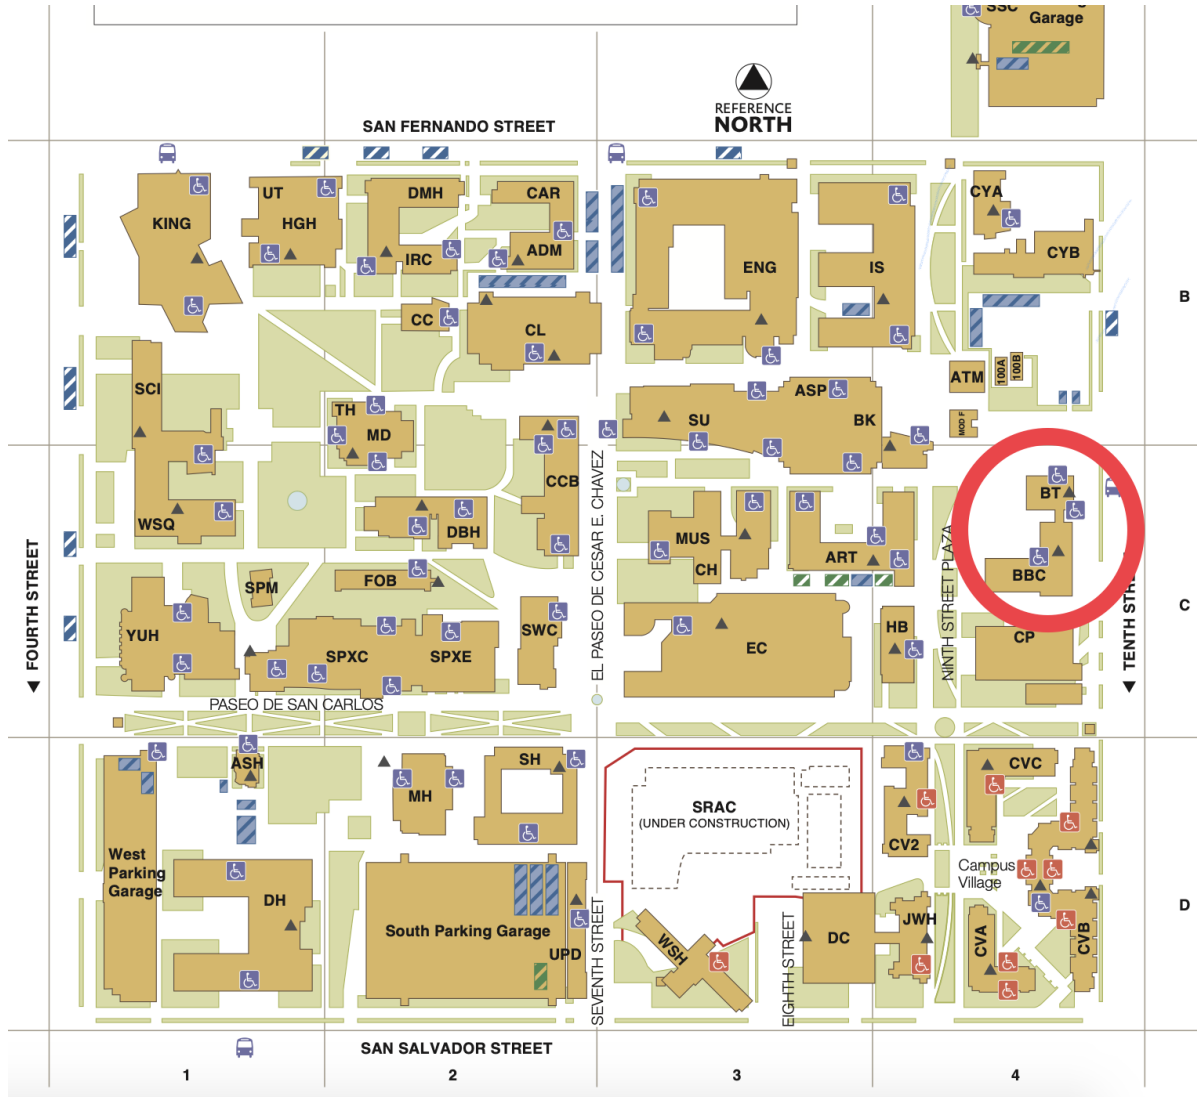 SSC
Garage
REFERENCE
NORTH
SAN FERNANDO STREET
KING
UT
HGH
DMH
IRC
CAR
ADM
ENG
IS
CYA
CYB
B
CC
CL
SCI
TH
MD
SU
ASP
BK
ATM
100A
100B
MOD F
WSQ
DBH
CCB
MUS
CH
ART
BT
BBC
FOURTH STREET
EL PASEO DE CESAR E. CHAVEZ
NINTH STREET PLAZA
TENTH STRE
SPM
FOB
YUH
SPXC
SPXE
SWC
EC
HB
CP
C
PASEO DE SAN CARLOS
ASH
MH
SH
SRAC
(UNDER CONSTRUCTION)
CV2
CVC
Campus
Village
West
Parking
Garage
DH
South Parking Garage
UPD
SEVENTH STREET
WSH
EIGHTH STREET
DC
JWH
CVA
CVB
D
SAN SALVADOR STREET
1
2
3
4